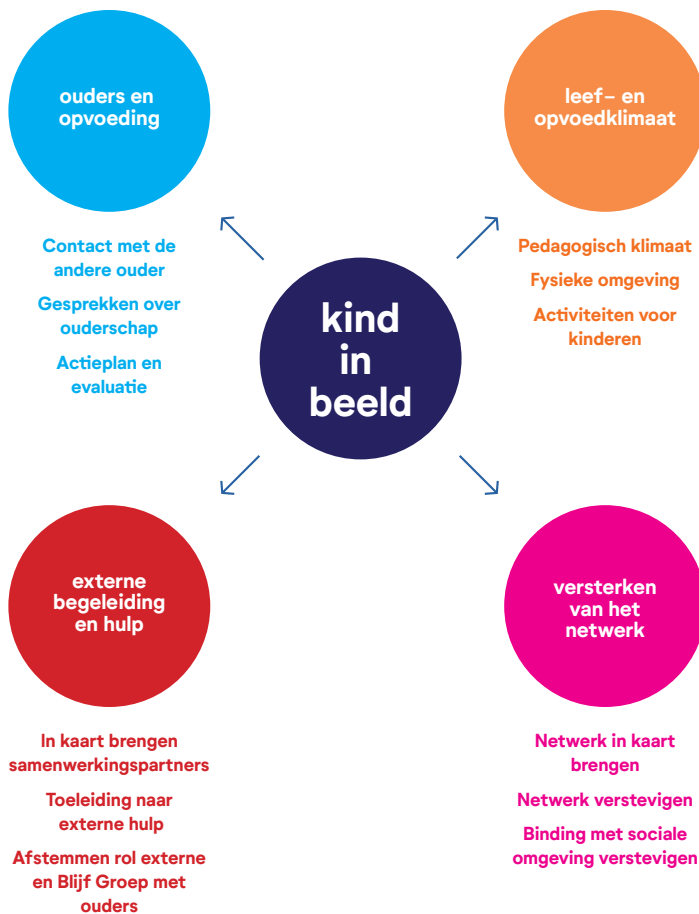 ouders en
opvoeding
Contact met de
andere ouder
Gesprekken over
ouderschap
Actieplan en
evaluatie
leef- en
opvoedklimaat
Pedagogisch klimaat
Fysieke omgeving
Activiteiten voor
kinderen
kind
in
beeld
externe
begeleiding
en hulp
In kaart brengen
samenwerkingspartners
Toeleiding naar
externe hulp
Afstemmen rol externe
en Blijf Groep met
ouders
versterken
van het
netwerk
Netwerk in kaart
brengen
Netwerk verstevigen
Binding met sociale
omgeving verstevigen